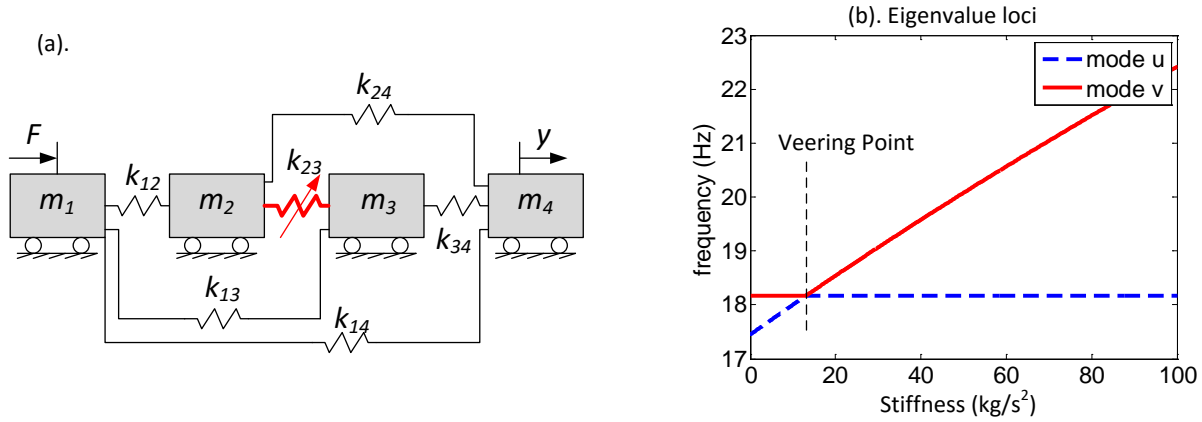 (a).
k24
F
y
k23
k12
m1
m2
m3
m4
k34
k13
k14
(b). Eigenvalue loci
23
22
21
20
19
18
17
frequency (Hz)
mode u
mode v
Veering Point
0
20
40
60
80
100
Stiffness (kg/s²)